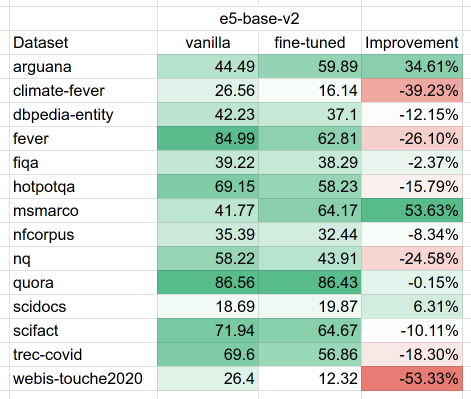 e5-base-v2
Dataset vanilla fine-tuned Improvement
arguana 44.49 59.89 34.61%
climate-fever 26.56 16.14 -39.23%
dbpedia-entity 42.23 37.1 -12.15%
fever 84.99 62.81 -26.10%
fiqa 39.22 38.29 -2.37%
hotpotqa 69.15 58.23 -15.79%
msmarco 41.77 64.17 53.63%
nfcorpus 35.39 32.44 -8.34%
nq 58.22 43.91 -24.58%
quora 86.56 86.43 -0.15%
scidocs 18.69 19.87 6.31%
scifact 71.94 64.67 -10.11%
trec-covid 69.6 56.86 -18.30%
webis-touche2020 26.4 12.32 -53.33%